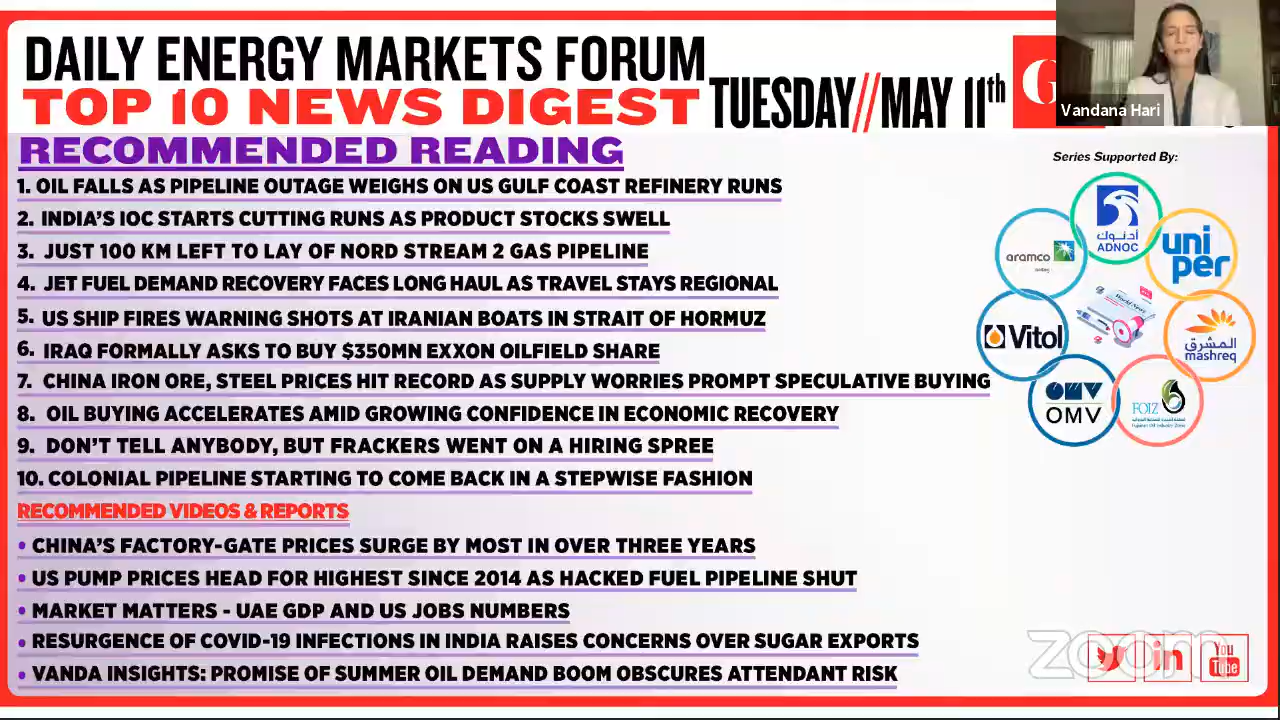 DAILY ENERGY MARKETS FORUM
TOP 10 NEWS DIGEST
TUESDAY//MAY 11th
G
Vandana Hari
RECOMMENDED READING
1. OIL FALLS AS PIPELINE OUTAGE WEIGHS ON US GULF COAST REFINERY RUNS
2. INDIA'S IOC STARTS CUTTING RUNS AS PRODUCT STOCKS SWELL
3. JUST 100 KM LEFT TO LAY OF NORD STREAM 2 GAS PIPELINE
4. JET FUEL DEMAND RECOVERY FACES LONG HAUL AS TRAVEL STAYS REGIONAL
5. US SHIP FIRES WARNING SHOTS AT IRANIAN BOATS IN STRAIT OF HORMUZ
6. IRAQ FORMALLY ASKS TO BUY $350MN EXXON OILFIELD SHARE
7. CHINA IRON ORE, STEEL PRICES HIT RECORD AS SUPPLY WORRIES PROMPT SPECULATIVE BUYING
8. OIL BUYING ACCELERATES AMID GROWING CONFIDENCE IN ECONOMIC RECOVERY
9. DON'T TELL ANYBODY, BUT FRACKERS WENT ON A HIRING SPREE
10. COLONIAL PIPELINE STARTING TO COME BACK IN A STEPWISE FASHION
RECOMMENDED VIDEOS & REPORTS
• CHINA'S FACTORY-GATE PRICES SURGE BY MOST IN OVER THREE YEARS
• US PUMP PRICES HEAD FOR HIGHEST SINCE 2014 AS HACKED FUEL PIPELINE SHUT
• MARKET MATTERS - UAE GDP AND US JOBS NUMBERS
• RESURGENCE OF COVID-19 INFECTIONS IN INDIA RAISES CONCERNS OVER SUGAR EXPORTS
• VANDA INSIGHTS: PROMISE OF SUMMER OIL DEMAND BOOM OBSCURES ATTENDANT RISK
Series Supported By:
أدنوك
ADNOC
aramco
uni
per
Vitol
المشرق
mashreq
OMV
OMV
FOIZ
Fujairah Oil Industry Zone
zoom
in
You
Tube